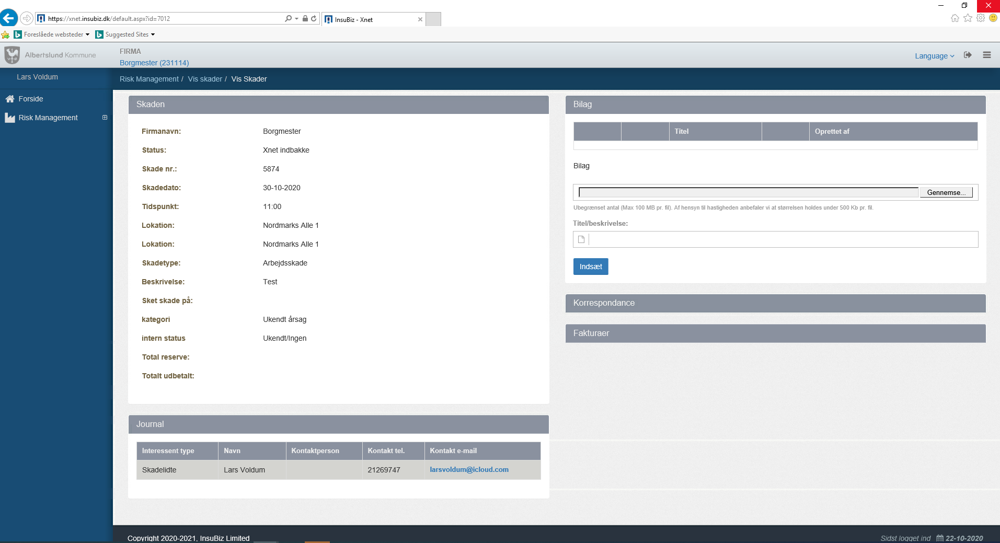 https://xnet.insubiz.dk/default.aspx?id=7012
InsuBiz - Xnet
Foreslåede websteder
Suggested Sites
Albertslund Kommune
FIRMA
Borgmester (231114)
Language
Lars Voldum
Risk Management / Vis skader / Vis Skader
Forside
Risk Management
Skaden
Firmanavn: Borgmester
Status: Xnet indbakke
Skade nr.: 5874
Skadedato: 30-10-2020
Tidspunkt: 11:00
Lokation: Nordmarks Alle 1
Lokation: Nordmarks Alle 1
Skadetype: Arbejdsskade
Beskrivelse: Test
Sket skade på:
kategori Ukendt årsag
intern status Ukendt/Ingen
Total reserve:
Totalt udbetalt:
Journal
Interessent type Navn Kontaktperson Kontakt tel. Kontakt e-mail
Skadelidte Lars Voldum 21269747 larsvoldum@icloud.com
Bilag
Titel Oprettet af
Bilag
Gennemse...
Ubegrænset antal (Max 100 MB pr. fil). Af hensyn til hastigheden anbefaler vi at størrelsen holdes under 500 Kb pr. fil.
Titel/beskrivelse:
Indsæt
Korrespondance
Fakturaer
Copyright 2020-2021, InsuBiz Limited
Sidst logget ind 22-10-2020